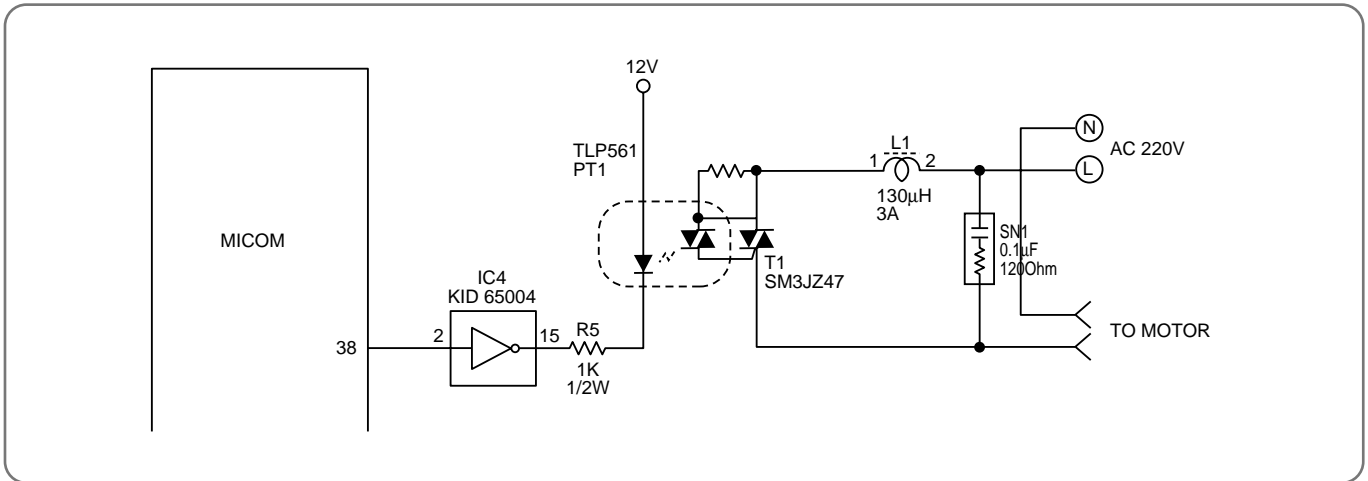 12V
TLP561
PT1
MICOM
IC4
KID 65004
38
2
15
R5
1K
1/2W
T1
SM3JZ47
L1
1
2
130µH
3A
N
L
AC 220V
SN1
0.1µF
120Ohm
TO MOTOR